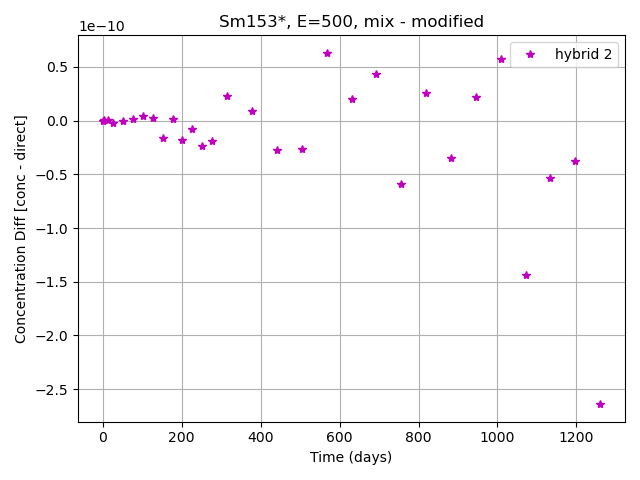 Sm153*, E=500, mix - modified
1e−10
hybrid 2
0.5
0.0
−0.5
−1.0
−1.5
−2.0
−2.5
Concentration Diff [conc - direct]
0 200 400 600 800 1000 1200
Time (days)